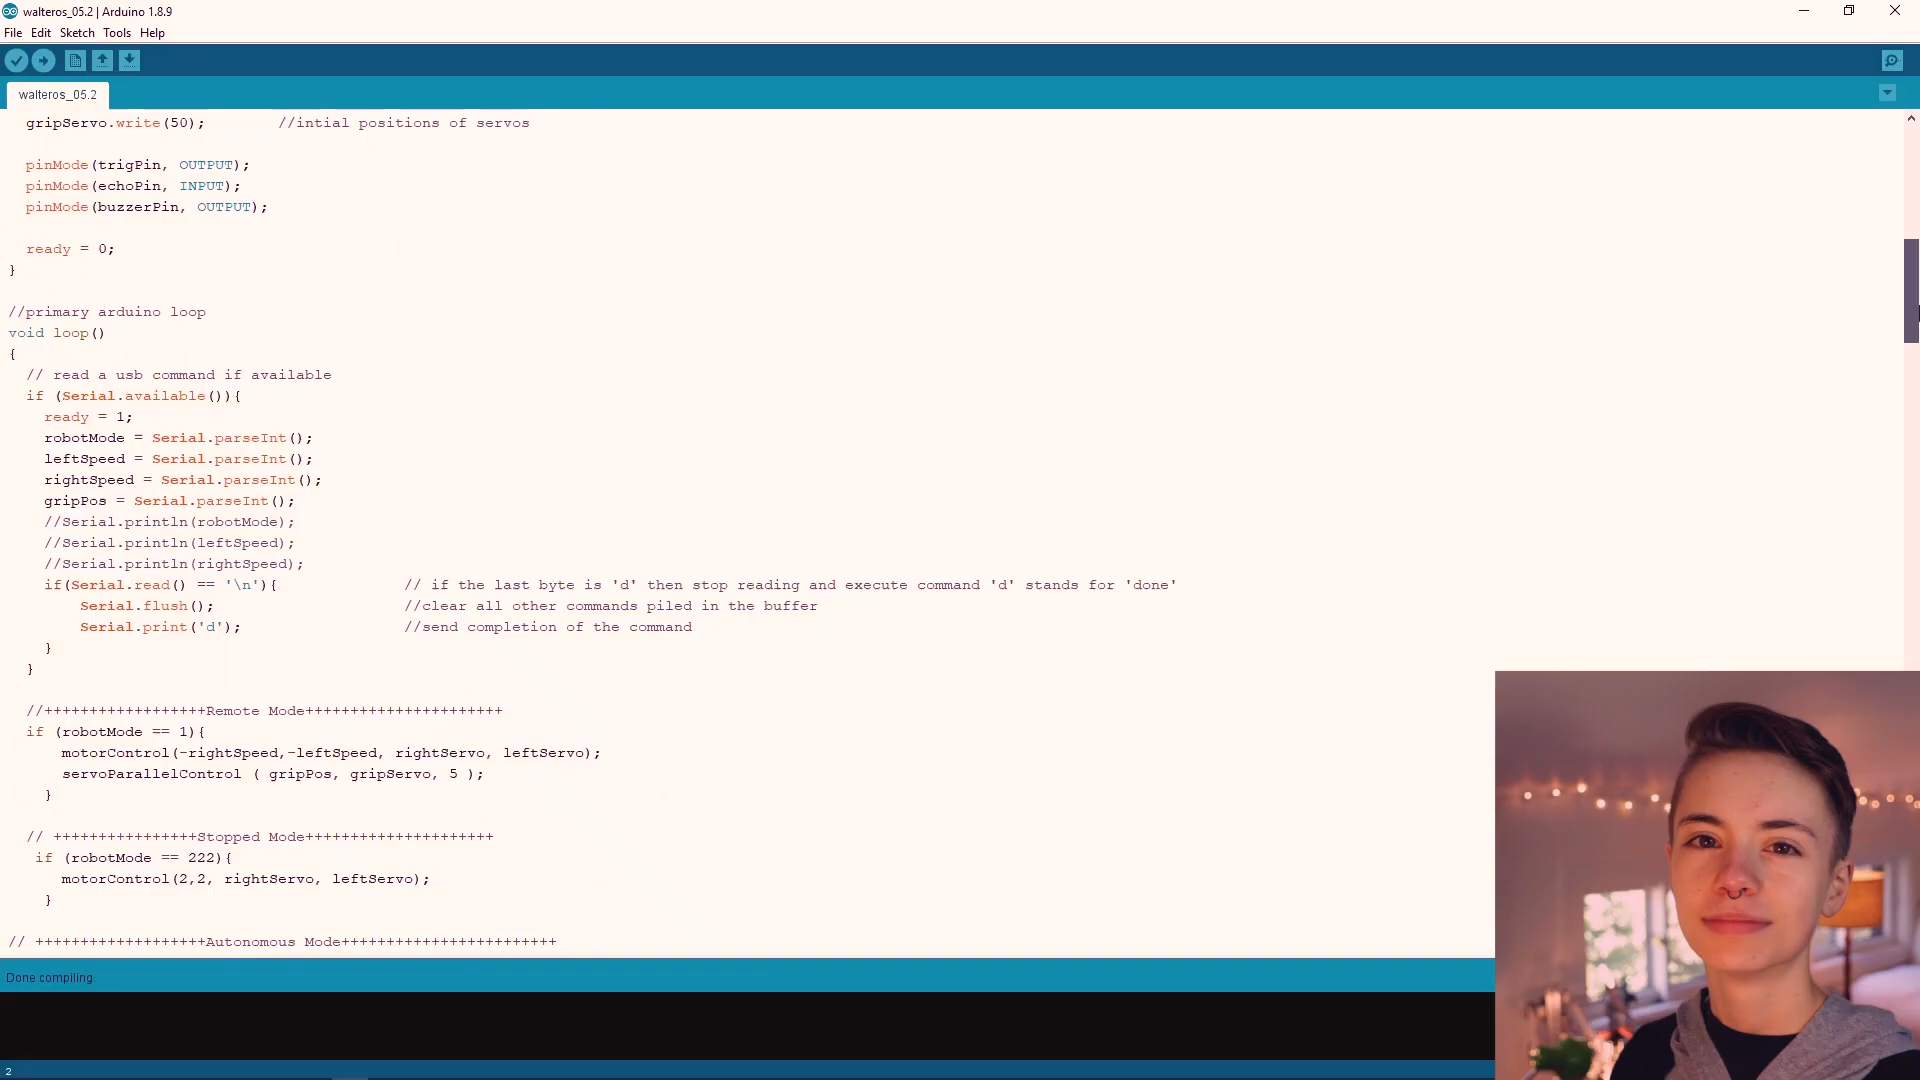 walteros_05.2 | Arduino 1.8.9
File Edit Sketch Tools Help
walteros_05.2
gripServo.write(50); //intial positions of servos
pinMode(trigPin, OUTPUT);
pinMode(echoPin, INPUT);
pinMode(buzzerPin, OUTPUT);
ready = 0;
}
//primary arduino loop
void loop()
{
// read a usb command if available
if (Serial.available()){
ready = 1;
robotMode = Serial.parseInt();
leftSpeed = Serial.parseInt();
rightSpeed = Serial.parseInt();
gripPos = Serial.parseInt();
//Serial.println(robotMode);
//Serial.println(leftSpeed);
//Serial.println(rightSpeed);
if(Serial.read() == '\n'){ // if the last byte is 'd' then stop reading and execute command 'd' stands for 'done'
Serial.flush(); //clear all other commands piled in the buffer
Serial.print('d'); //send completion of the command
}
}
//++++++++++++++++++Remote Mode++++++++++++++++++++++
if (robotMode == 1){
motorControl(-rightSpeed,-leftSpeed, rightServo, leftServo);
servoParallelControl ( gripPos, gripServo, 5 );
}
// ++++++++++++++++Stopped Mode+++++++++++++++++++++
if (robotMode == 222){
motorControl(2,2, rightServo, leftServo);
}
// +++++++++++++++++++Autonomous Mode++++++++++++++++++++++++
Done compiling.
2